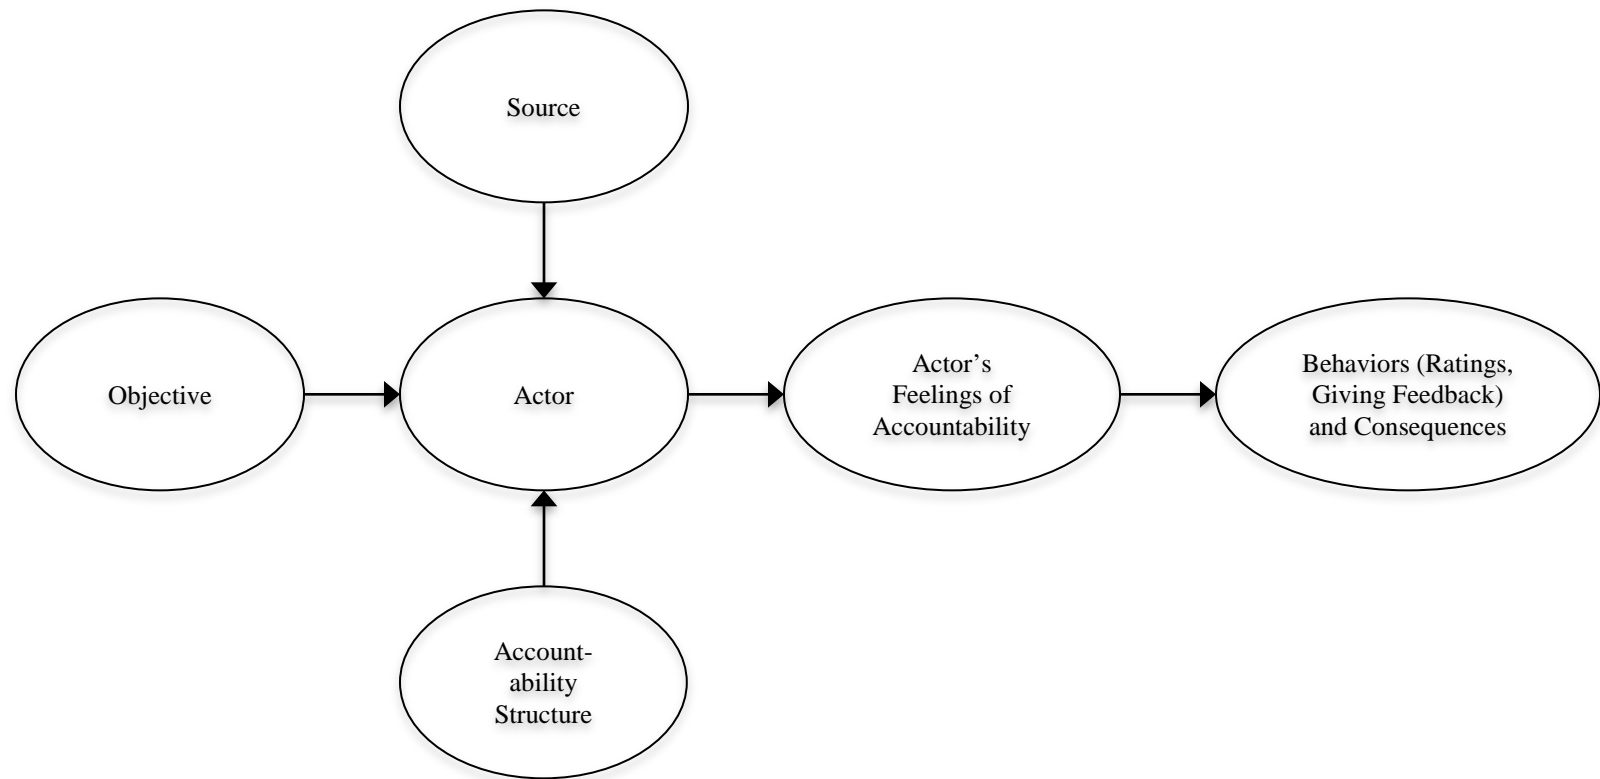 Source
Objective
Actor
Actor’s
Feelings of
Accountability
Behaviors (Ratings,
Giving Feedback)
and Consequences
Account-
ability
Structure